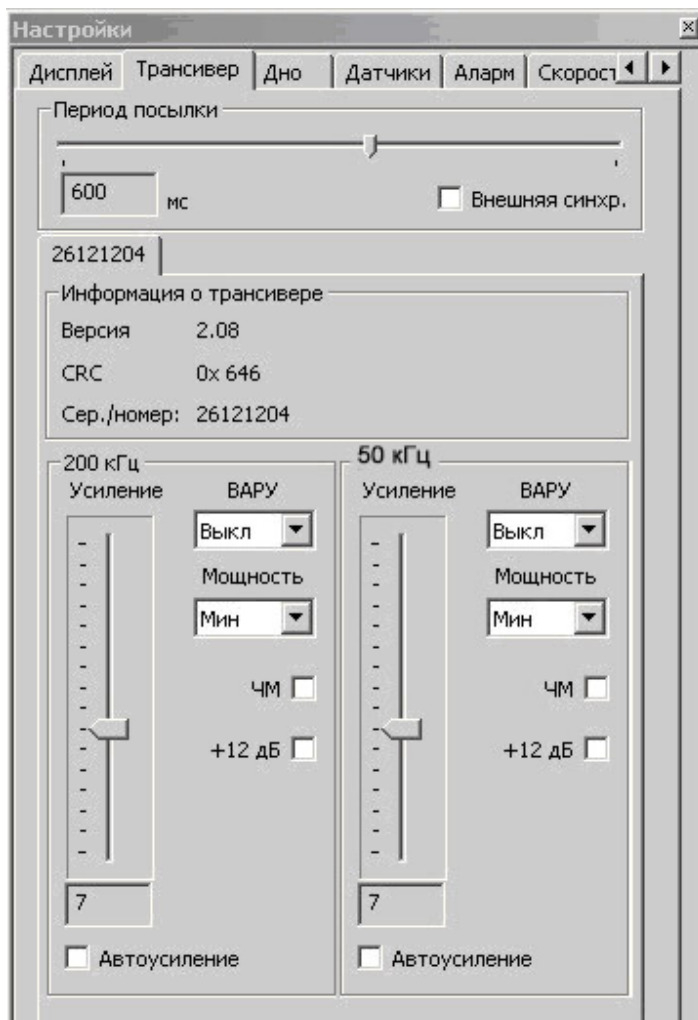 Настройки
Дисплей Трансивер Дно Датчики Аларм Скорост
Период посылки
600 мс Внешняя синхр.
26121204
Информация о трансивере
Версия 2.08
CRC 0x 646
Сер./номер: 26121204
200 кГц
Усиление ВАРУ
Выкл
Мощность
Мин
ЧМ
+12 дБ
7
Автоусиление
50 кГц
Усиление ВАРУ
Выкл
Мощность
Мин
ЧМ
+12 дБ
7
Автоусиление